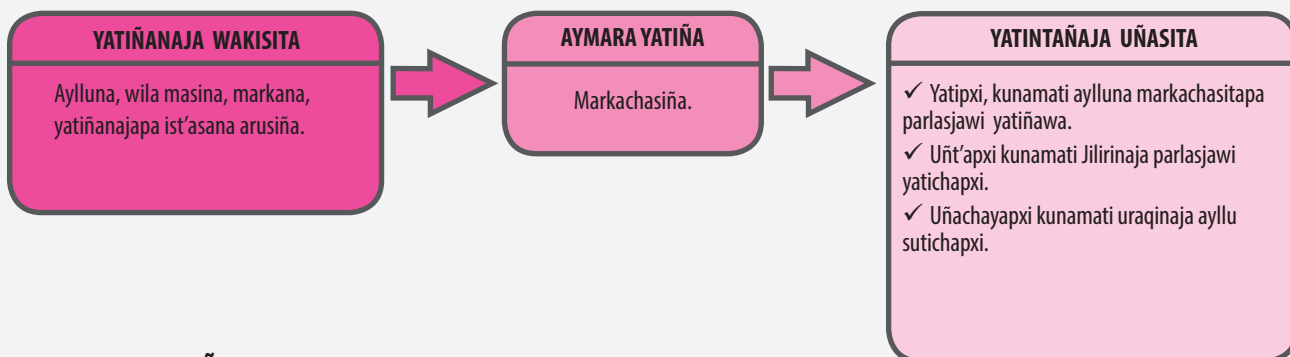 YATIÑANAJA WAKISITA
Aylluna, wila masina, markana,
yatiñanajapa ist'asana arusiña.
AYMARA YATIÑA
Markachasiña.
YATINTAÑAJA UÑASITA
✓ Yatipxi, kunamati aylluna markachasitapa
parlasjawi yatiñawa.
✓ Uñt'apxi kunamati Jilirinaja parlasjawi
yatichapxi.
✓ Uñachayapxi kunamati uraqinaja ayllu
sutichapxi.